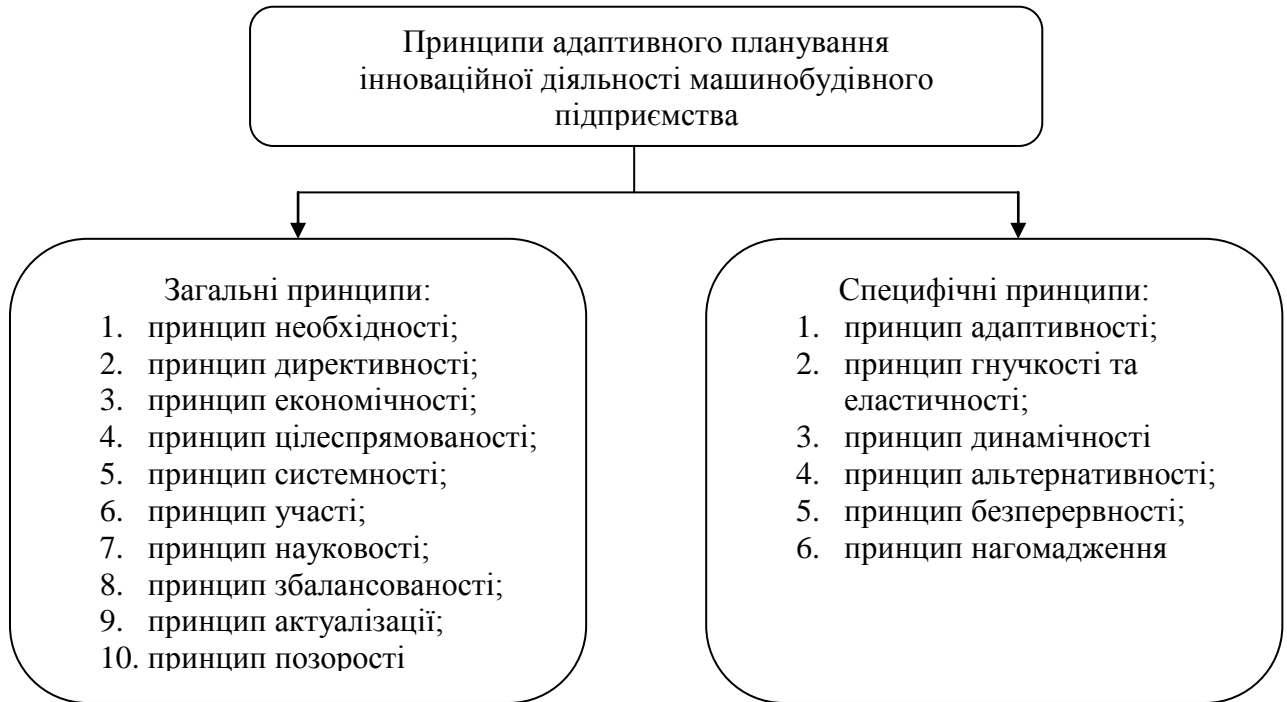 Принципи адаптивного планування
інноваційної діяльності машинобудівного
підприємства
Загальні принципи:
1. принцип необхідності;
2. принцип директивності;
3. принцип економічності;
4. принцип цілеспрямованості;
5. принцип системності;
6. принцип участі;
7. принцип науковості;
8. принцип збалансованості;
9. принцип актуалізації;
10. принцип позорості
Специфічні принципи:
1. принцип адаптивності;
2. принцип гнучкості та
еластичності;
3. принцип динамічності
4. принцип альтернативності;
5. принцип безперервності;
6. принцип нагомадження